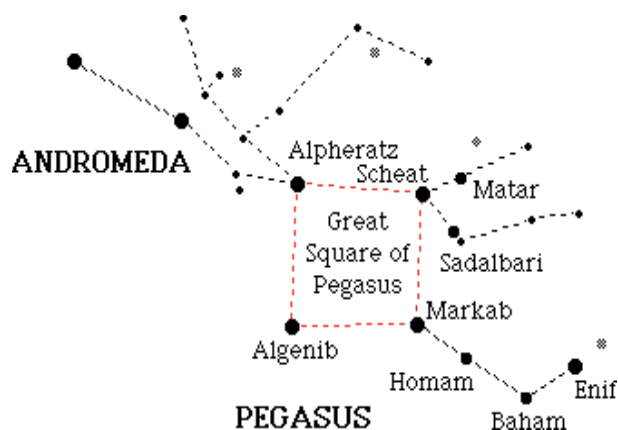 ANDROMEDA
Alpheratz
Scheat
Matar
Great
Square of
Pegasus
Sadalbari
Markab
Algenib
Homam
Enif
Baham
PEGASUS